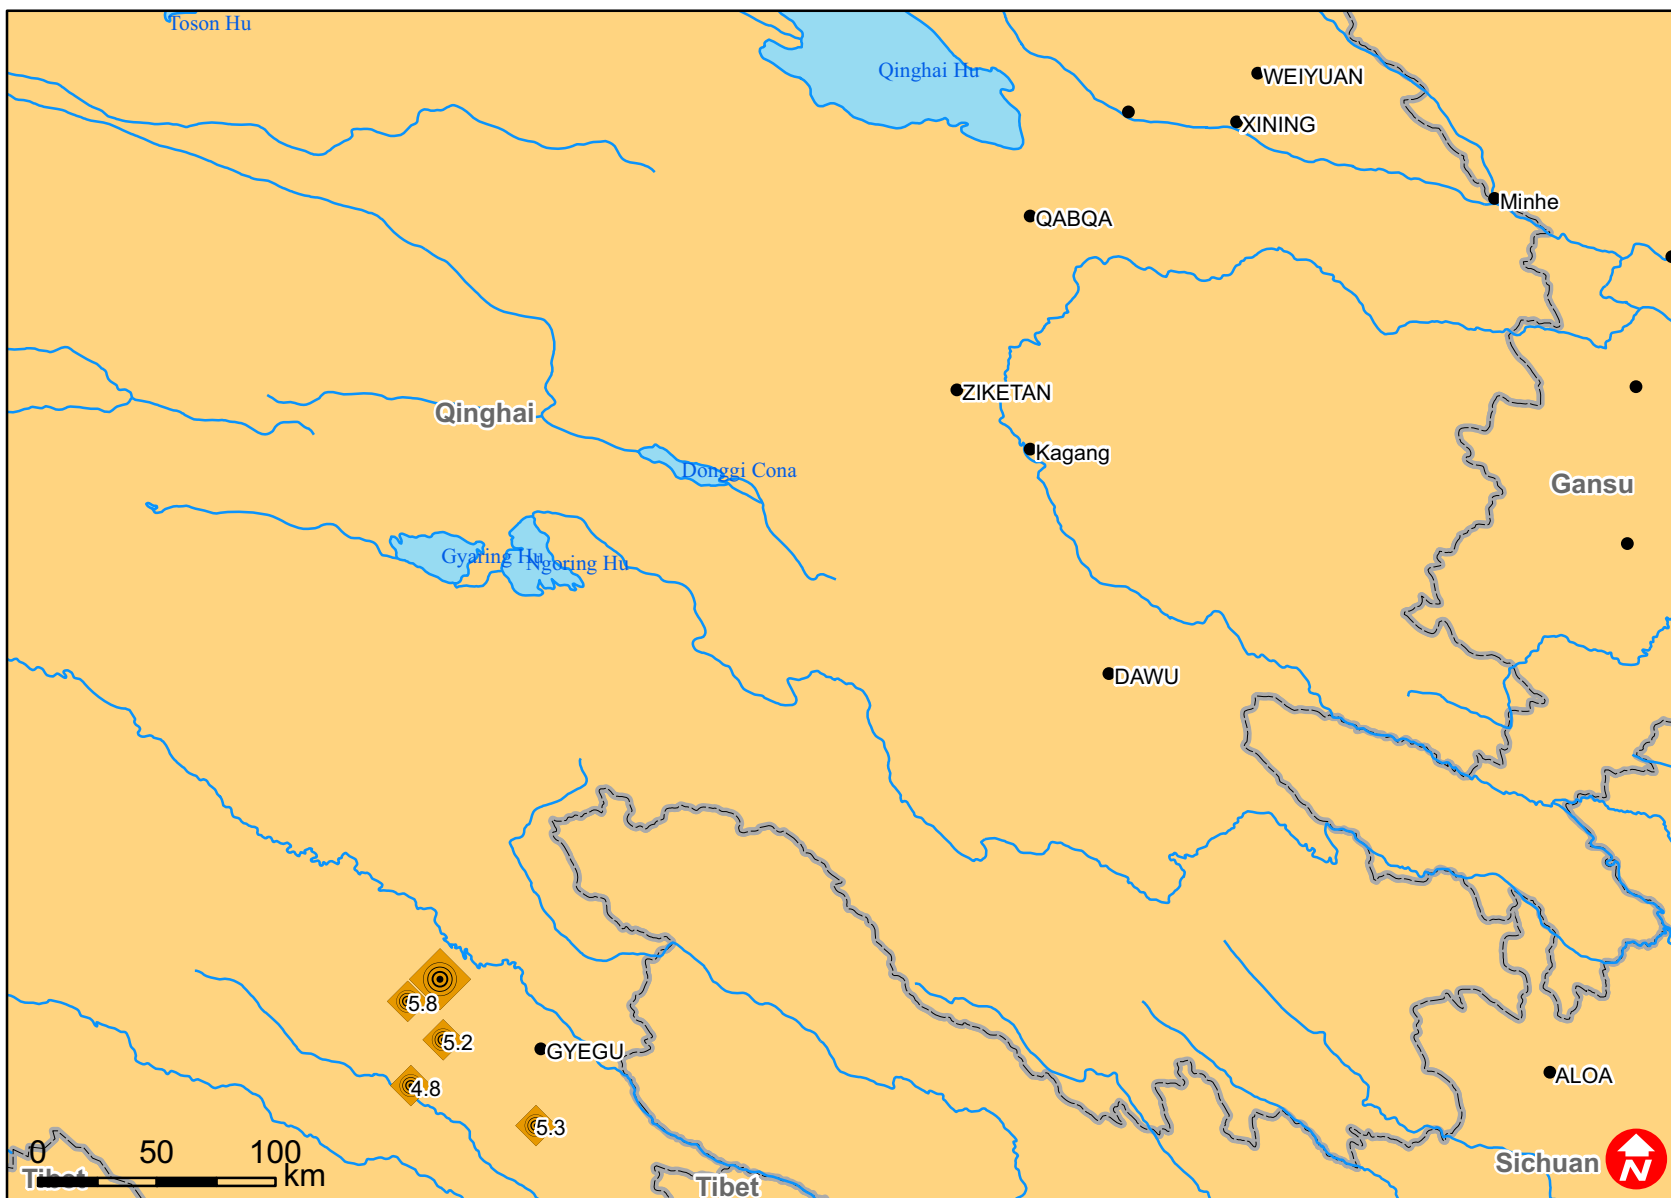 Toson Hu
Qinghai Hu
WEIYUAN
XINING
Minhe
QABQA
ZIKETAN
Qinghai
Kagang
Donggi Cona
Gansu
Gyaring Hu
Ngoring Hu
DAWU
5.8
5.2
GYEGU
4.8
ALOA
5.3
0 50 100
km
Tibet
Tibet
Sichuan
N